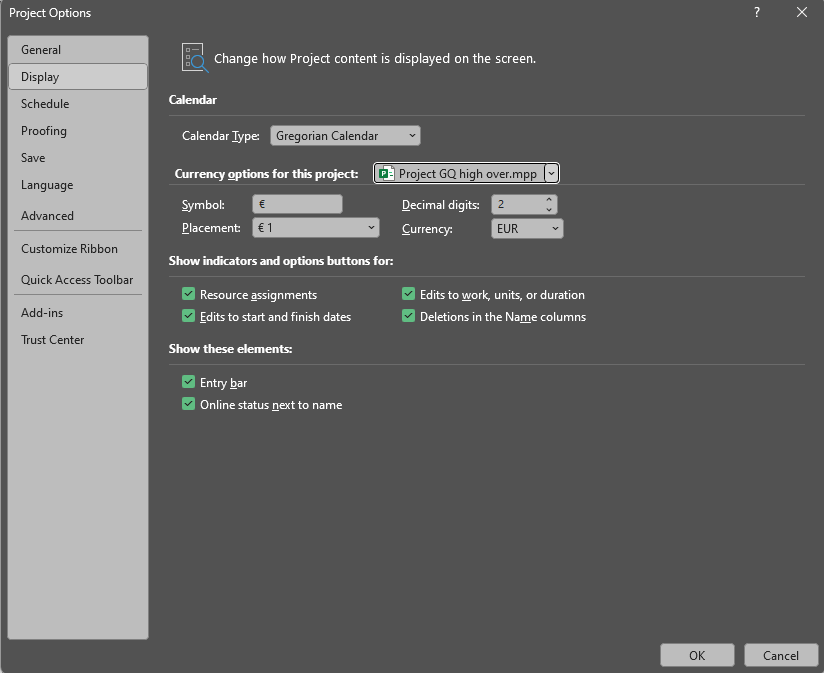 Project Options
?
General
Display
Schedule
Proofing
Save
Language
Advanced
Customize Ribbon
Quick Access Toolbar
Add-ins
Trust Center
Change how Project content is displayed on the screen.
Calendar
Calendar Type: Gregorian Calendar
Currency options for this project: Project GQ high over.mpp
Symbol: € Decimal digits: 2
Placement: € 1 Currency: EUR
Show indicators and options buttons for:
Resource assignments Edits to work, units, or duration
Edits to start and finish dates Deletions in the Name columns
Show these elements:
Entry bar
Online status next to name
OK Cancel